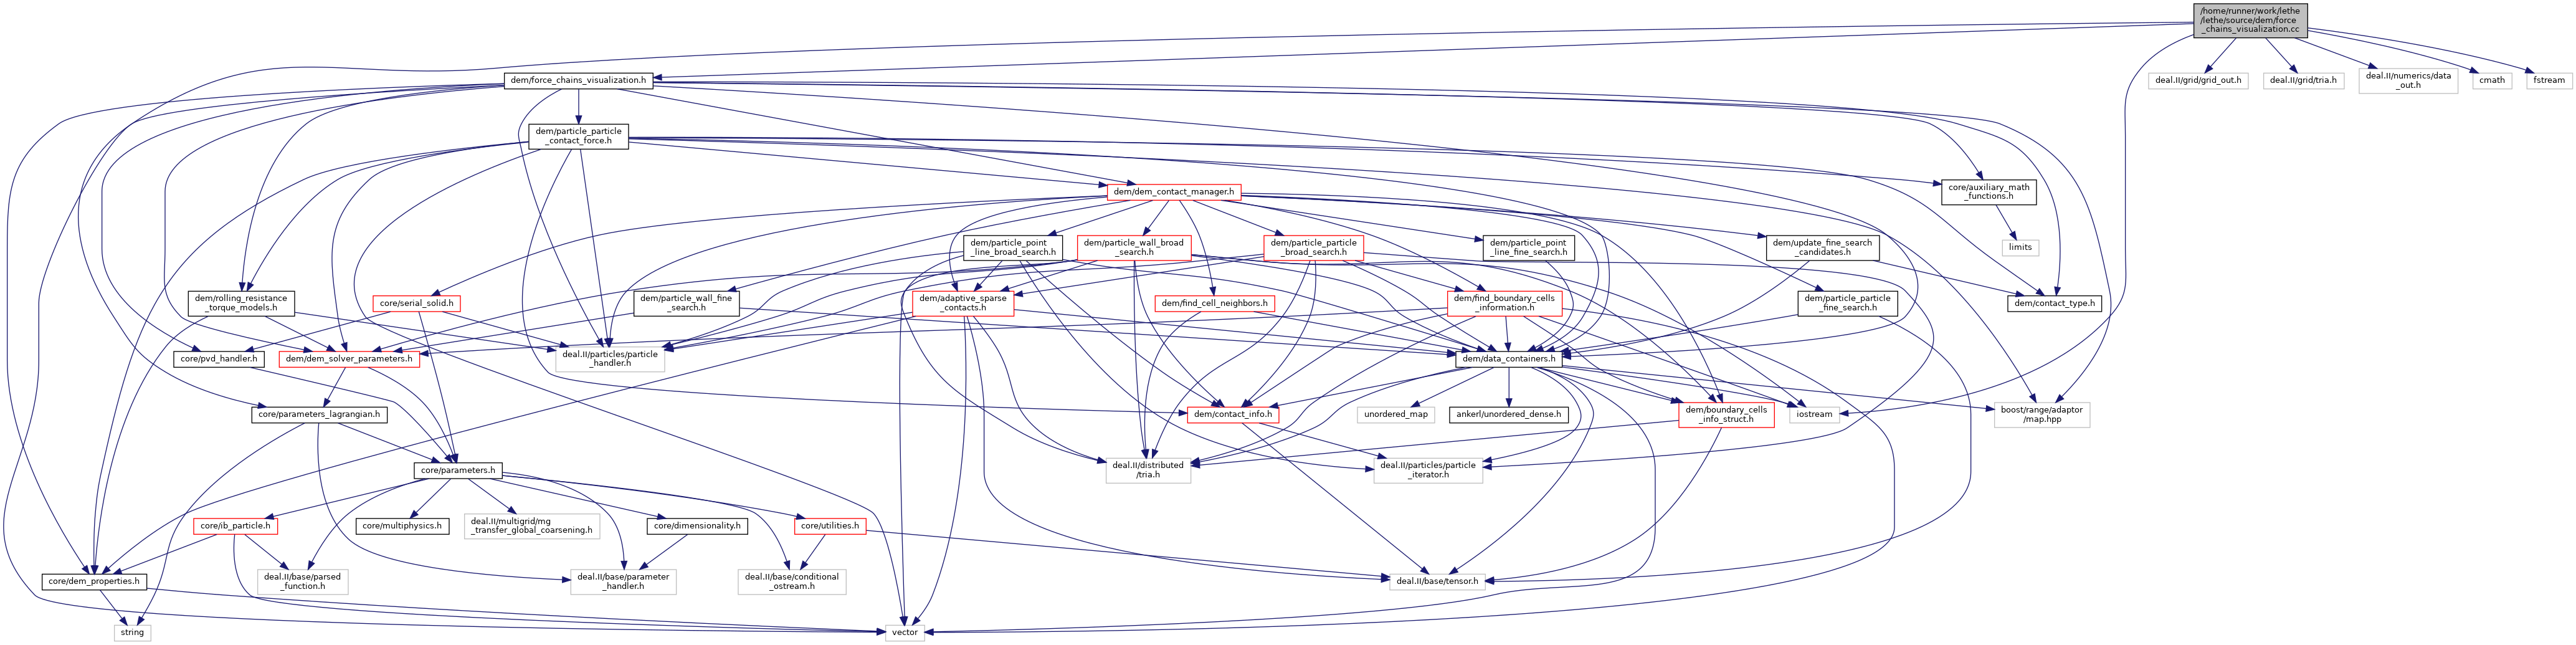 /home/runner/work/lethe
/lethe/source/dem/force
_chains_visualization.cc
dem/force_chains_visualization.h
deal.II/grid/grid_out.h
deal.II/grid/tria.h
deal.II/numerics/data
_out.h
cmath
fstream
dem/particle_particle
_contact_force.h
dem/dem_contact_manager.h
core/auxiliary_math
_functions.h
dem/particle_point
_line_broad_search.h
dem/particle_wall_broad
_search.h
dem/particle_particle
_broad_search.h
dem/particle_point
_line_fine_search.h
dem/update_fine_search
_candidates.h
limits
dem/rolling_resistance
_torque_models.h
core/serial_solid.h
dem/particle_wall_fine
_search.h
dem/adaptive_sparse
_contacts.h
dem/find_cell_neighbors.h
dem/find_boundary_cells
_information.h
dem/particle_particle
_fine_search.h
dem/contact_type.h
core/pvd_handler.h
dem/dem_solver_parameters.h
deal.II/particles/particle
_handler.h
dem/data_containers.h
core/parameters_lagrangian.h
dem/contact_info.h
unordered_map
ankerl/unordered_dense.h
dem/boundary_cells
_info_struct.h
iostream
boost/range/adaptor
/map.hpp
core/parameters.h
deal.II/distributed
/tria.h
deal.II/particles/particle
_iterator.h
core/ib_particle.h
core/multiphysics.h
deal.II/multigrid/mg
_transfer_global_coarsening.h
core/dimensionality.h
core/utilities.h
core/dem_properties.h
deal.II/base/parsed
_function.h
deal.II/base/parameter
_handler.h
deal.II/base/conditional
_ostream.h
deal.II/base/tensor.h
string
vector